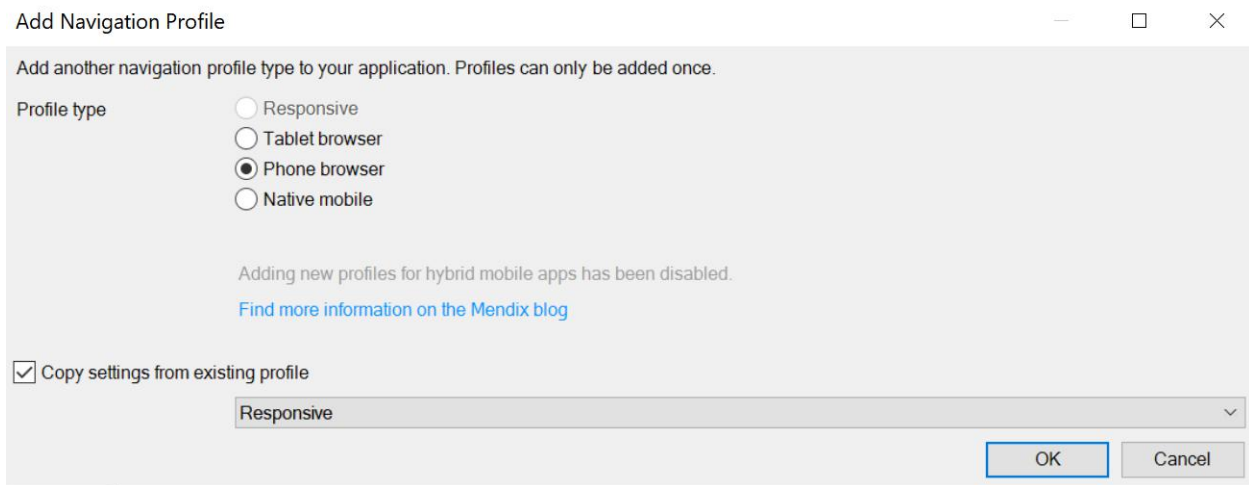 Add Navigation Profile
Add another navigation profile type to your application. Profiles can only be added once.
Profile type
Responsive
Tablet browser
Phone browser
Native mobile
Adding new profiles for hybrid mobile apps has been disabled.
Find more information on the Mendix blog
Copy settings from existing profile
Responsive
OK Cancel